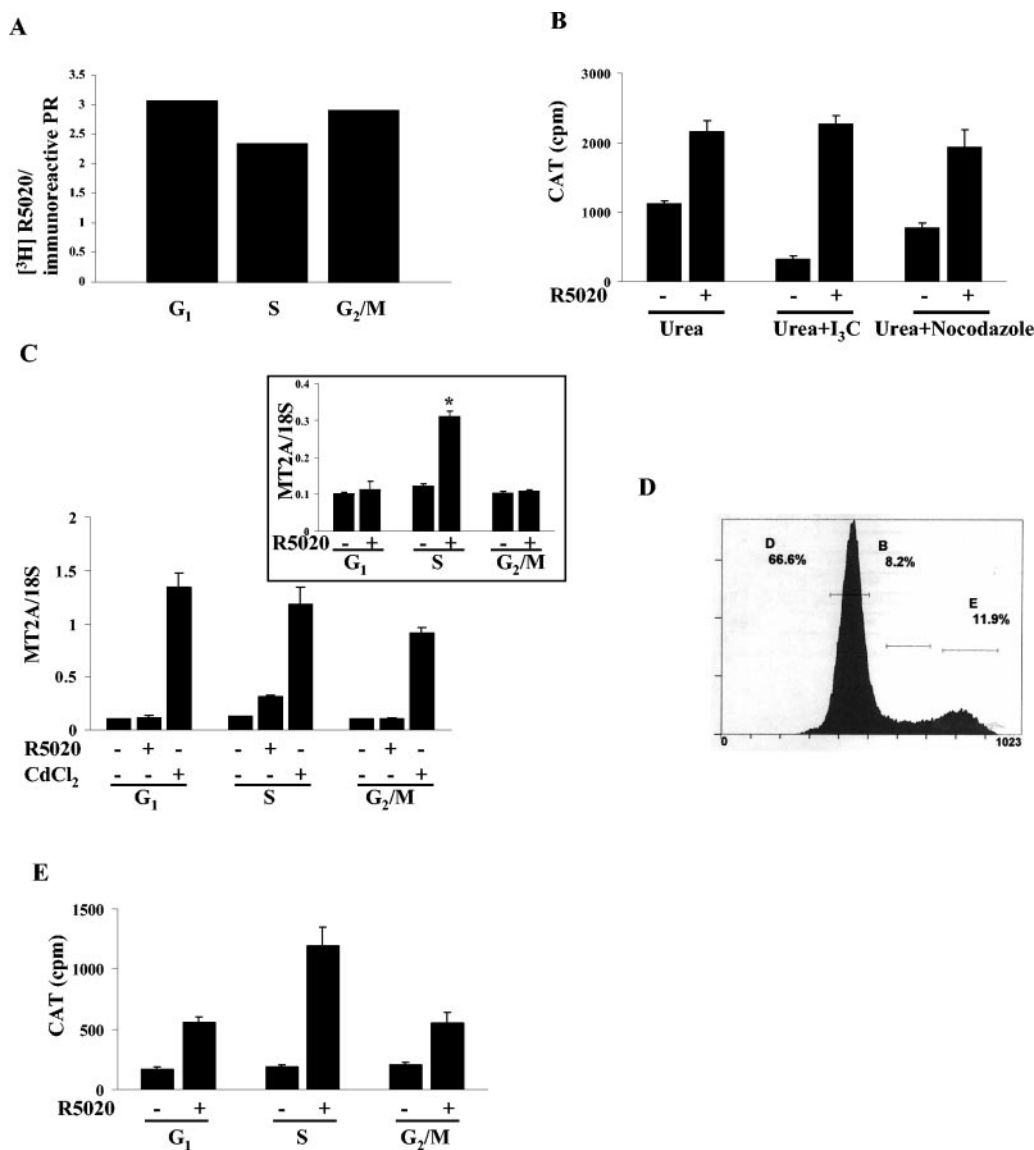 A
[³H] R5020/
immunoreactive PR
3.5
3
2.5
2
1.5
1
0.5
0
G₁ S G₂/M
B
CAT (cpm)
3000
2000
1000
0
R5020 - + - + - +
Urea Urea+I₃C Urea+Nocodazole
C
MT2A/18S
0.4
0.3
0.2
0.1
0
*
R5020 - + - + - +
G₁ S G₂/M
MT2A/18S
2
1.5
1
0.5
0
R5020 - + - - + - - + -
CdCl₂ - - + - - + - - +
G₁ S G₂/M
D
D
66.6%
B
8.2%
E
11.9%
0 1023
E
CAT (cpm)
1500
1000
500
0
R5020 - + - + - +
G₁ S G₂/M